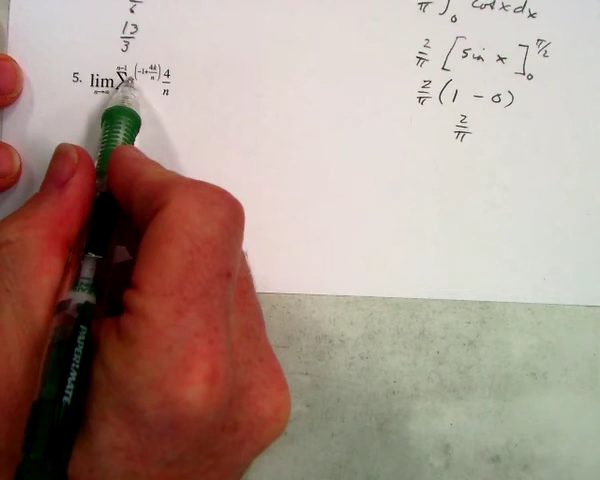 13
3
5. lim n→∞ n-1 ∑ (-1+4k/n) 4/n
π ∫ 0 cos x dx
2/π [sin x] π/2 0
2/π (1 - 0)
2/π
PAPERMATE